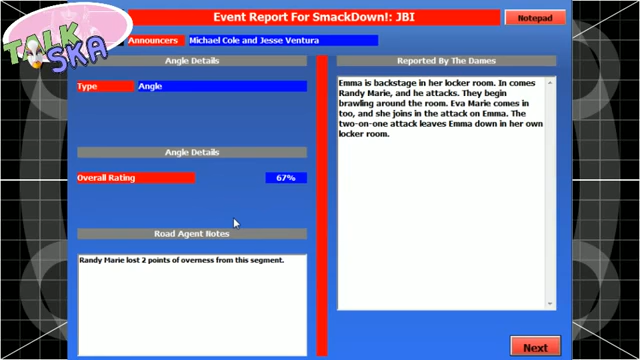 Event Report For SmackDown!: JBI
Notepad
TALK
SKA
Announcers
Michael Cole and Jesse Ventura
Angle Details
Type
Angle
Angle Details
Overall Rating
67%
Road Agent Notes
Randy Marie lost 2 points of overness from this segment.
Reported By The Dames
Emma is backstage in her locker room. In comes
Randy Marie, and he attacks. They begin
brawling around the room. Eva Marie comes in
too, and she joins in the attack on Emma. The
two-on-one attack leaves Emma down in her own
locker room.
Next